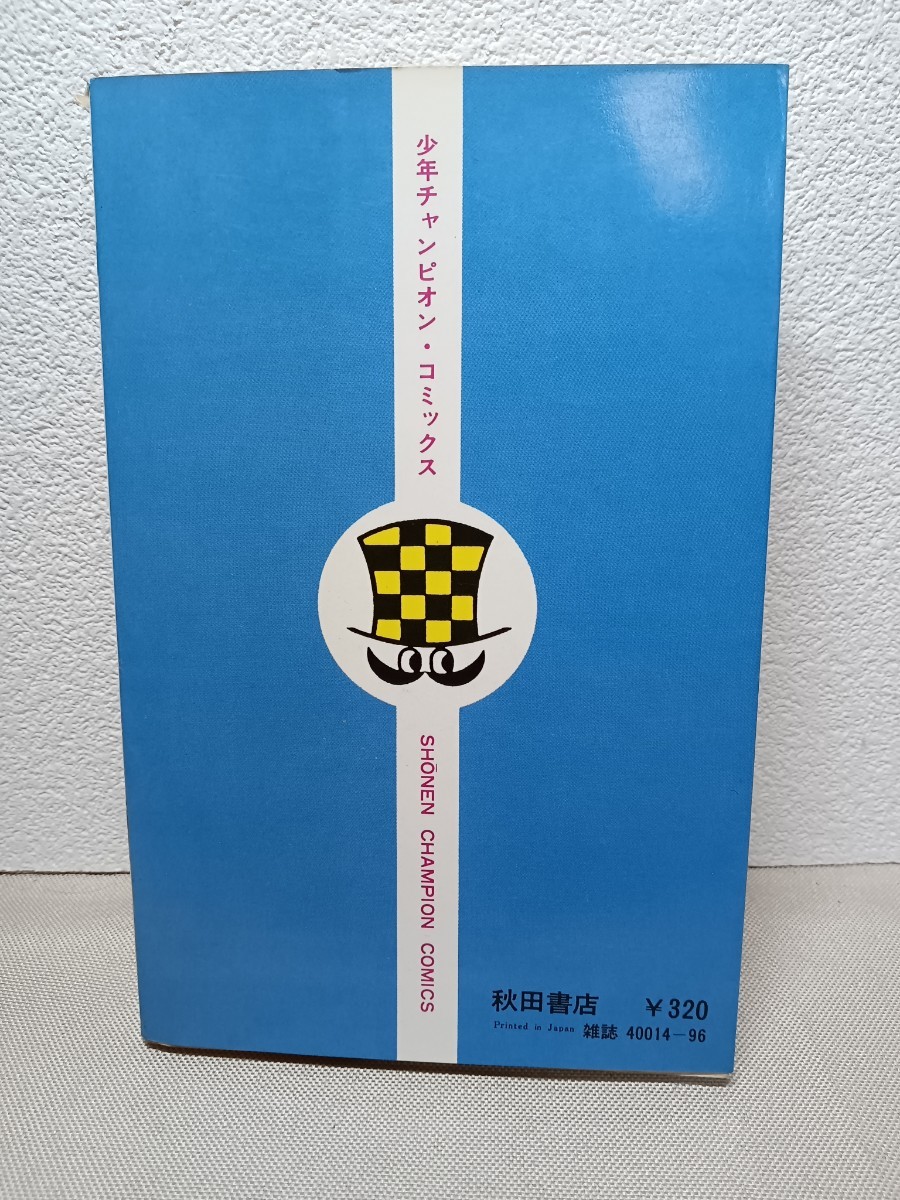 少年チャンピオン・コミックス
SHŌNEN CHAMPION COMICS
秋田書店 ¥320
Printed in Japan 雑誌 40014-96